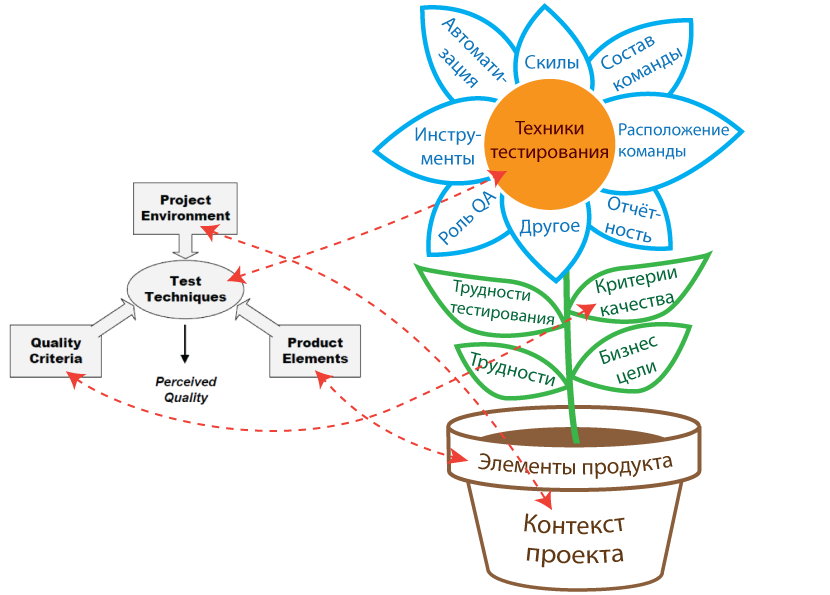 Project
Environment
Test
Techniques
Quality
Criteria
Product
Elements
Perceived
Quality
Автомати-
зация
Скилы
Состав
команды
Инстру-
менты
Техники
тестирования
Расположение
команды
Роль QA
Другое
Отчёт-
ность
Трудности
тестирования
Критерии
качества
Трудности
Бизнес
цели
Элементы продукта
Контекст
проекта